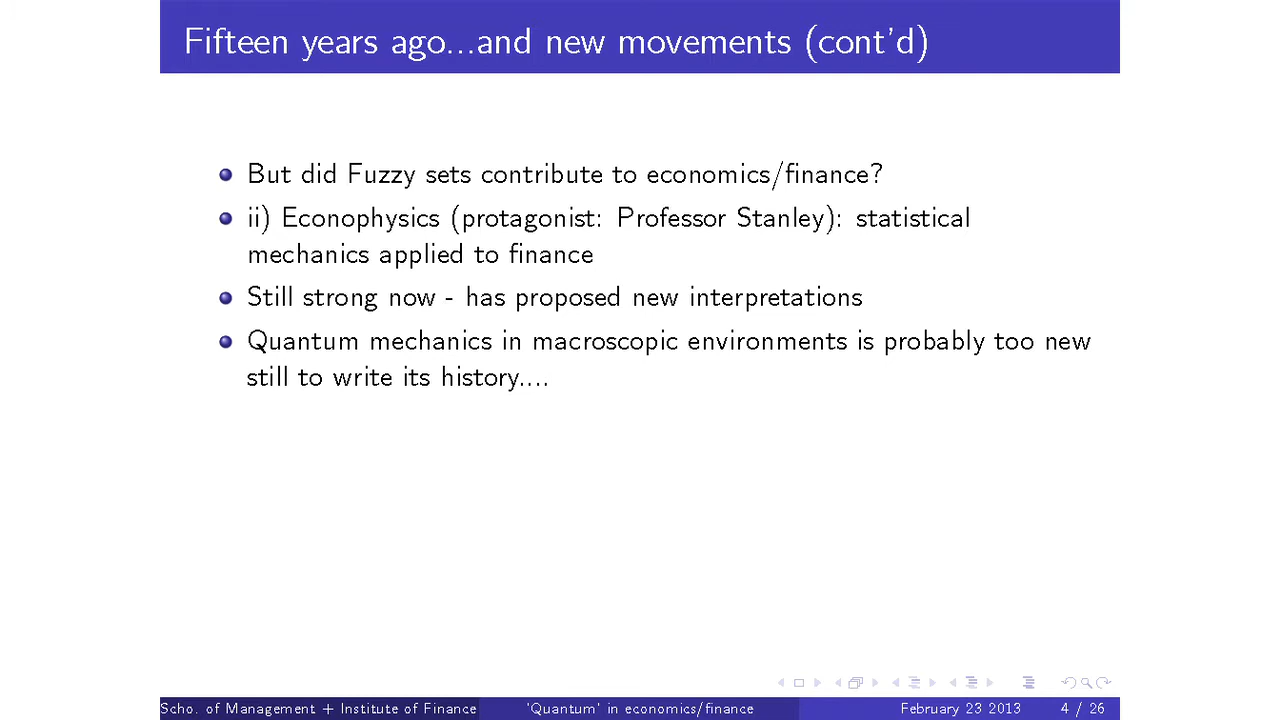 Fifteen years ago...and new movements (cont'd)
But did Fuzzy sets contribute to economics/finance?
ii) Econophysics (protagonist: Professor Stanley): statistical
mechanics applied to finance
Still strong now - has proposed new interpretations
Quantum mechanics in macroscopic environments is probably too new
still to write its history....
Scho. of Management + Institute of Finance
'Quantum' in economics/finance
February 23 2013
4 / 26